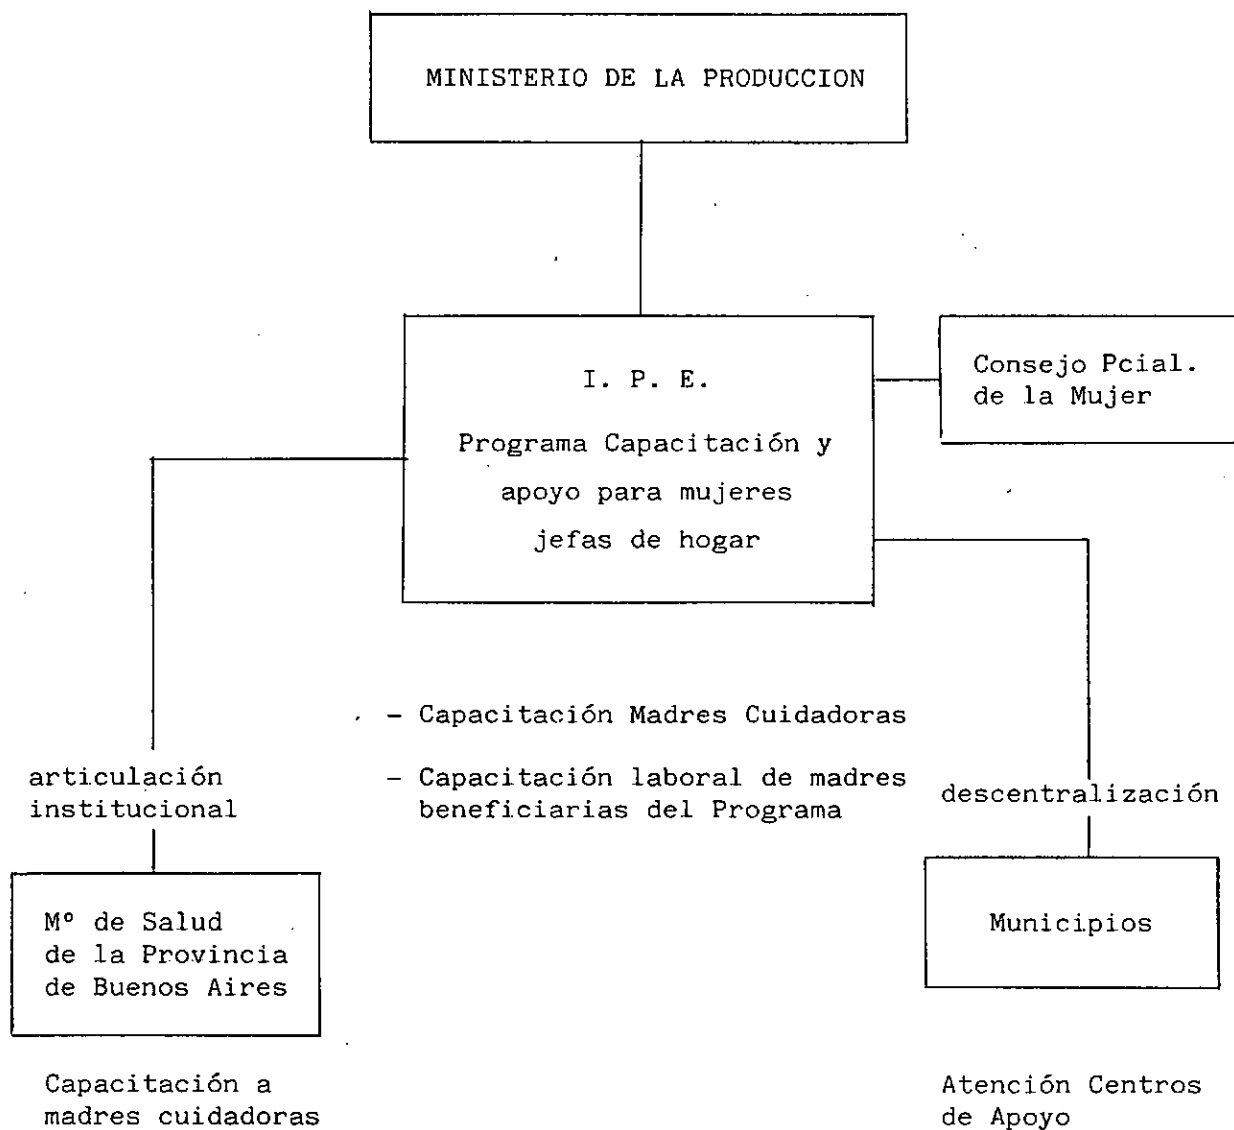 MINISTERIO DE LA PRODUCCION
I. P. E.
Programa Capacitación y
apoyo para mujeres
jefas de hogar
Consejo Pcial.
de la Mujer
– Capacitación Madres Cuidadoras
– Capacitación laboral de madres
beneficiarias del Programa
articulación
institucional
descentralización
Mº de Salud
de la Provincia
de Buenos Aires
Municipios
Capacitación a
madres cuidadoras
Atención Centros
de Apoyo